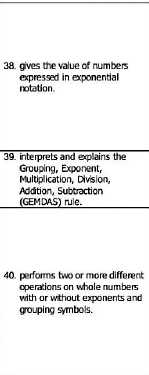 38. gives the value of numbers
expressed in exponential
notation.
39. interprets and explains the
Grouping, Exponent,
Multiplication, Division,
Addition, Subtraction
(GEMDAS) rule.
40. performs two or more different
operations on whole numbers
with or without exponents and
grouping symbols.